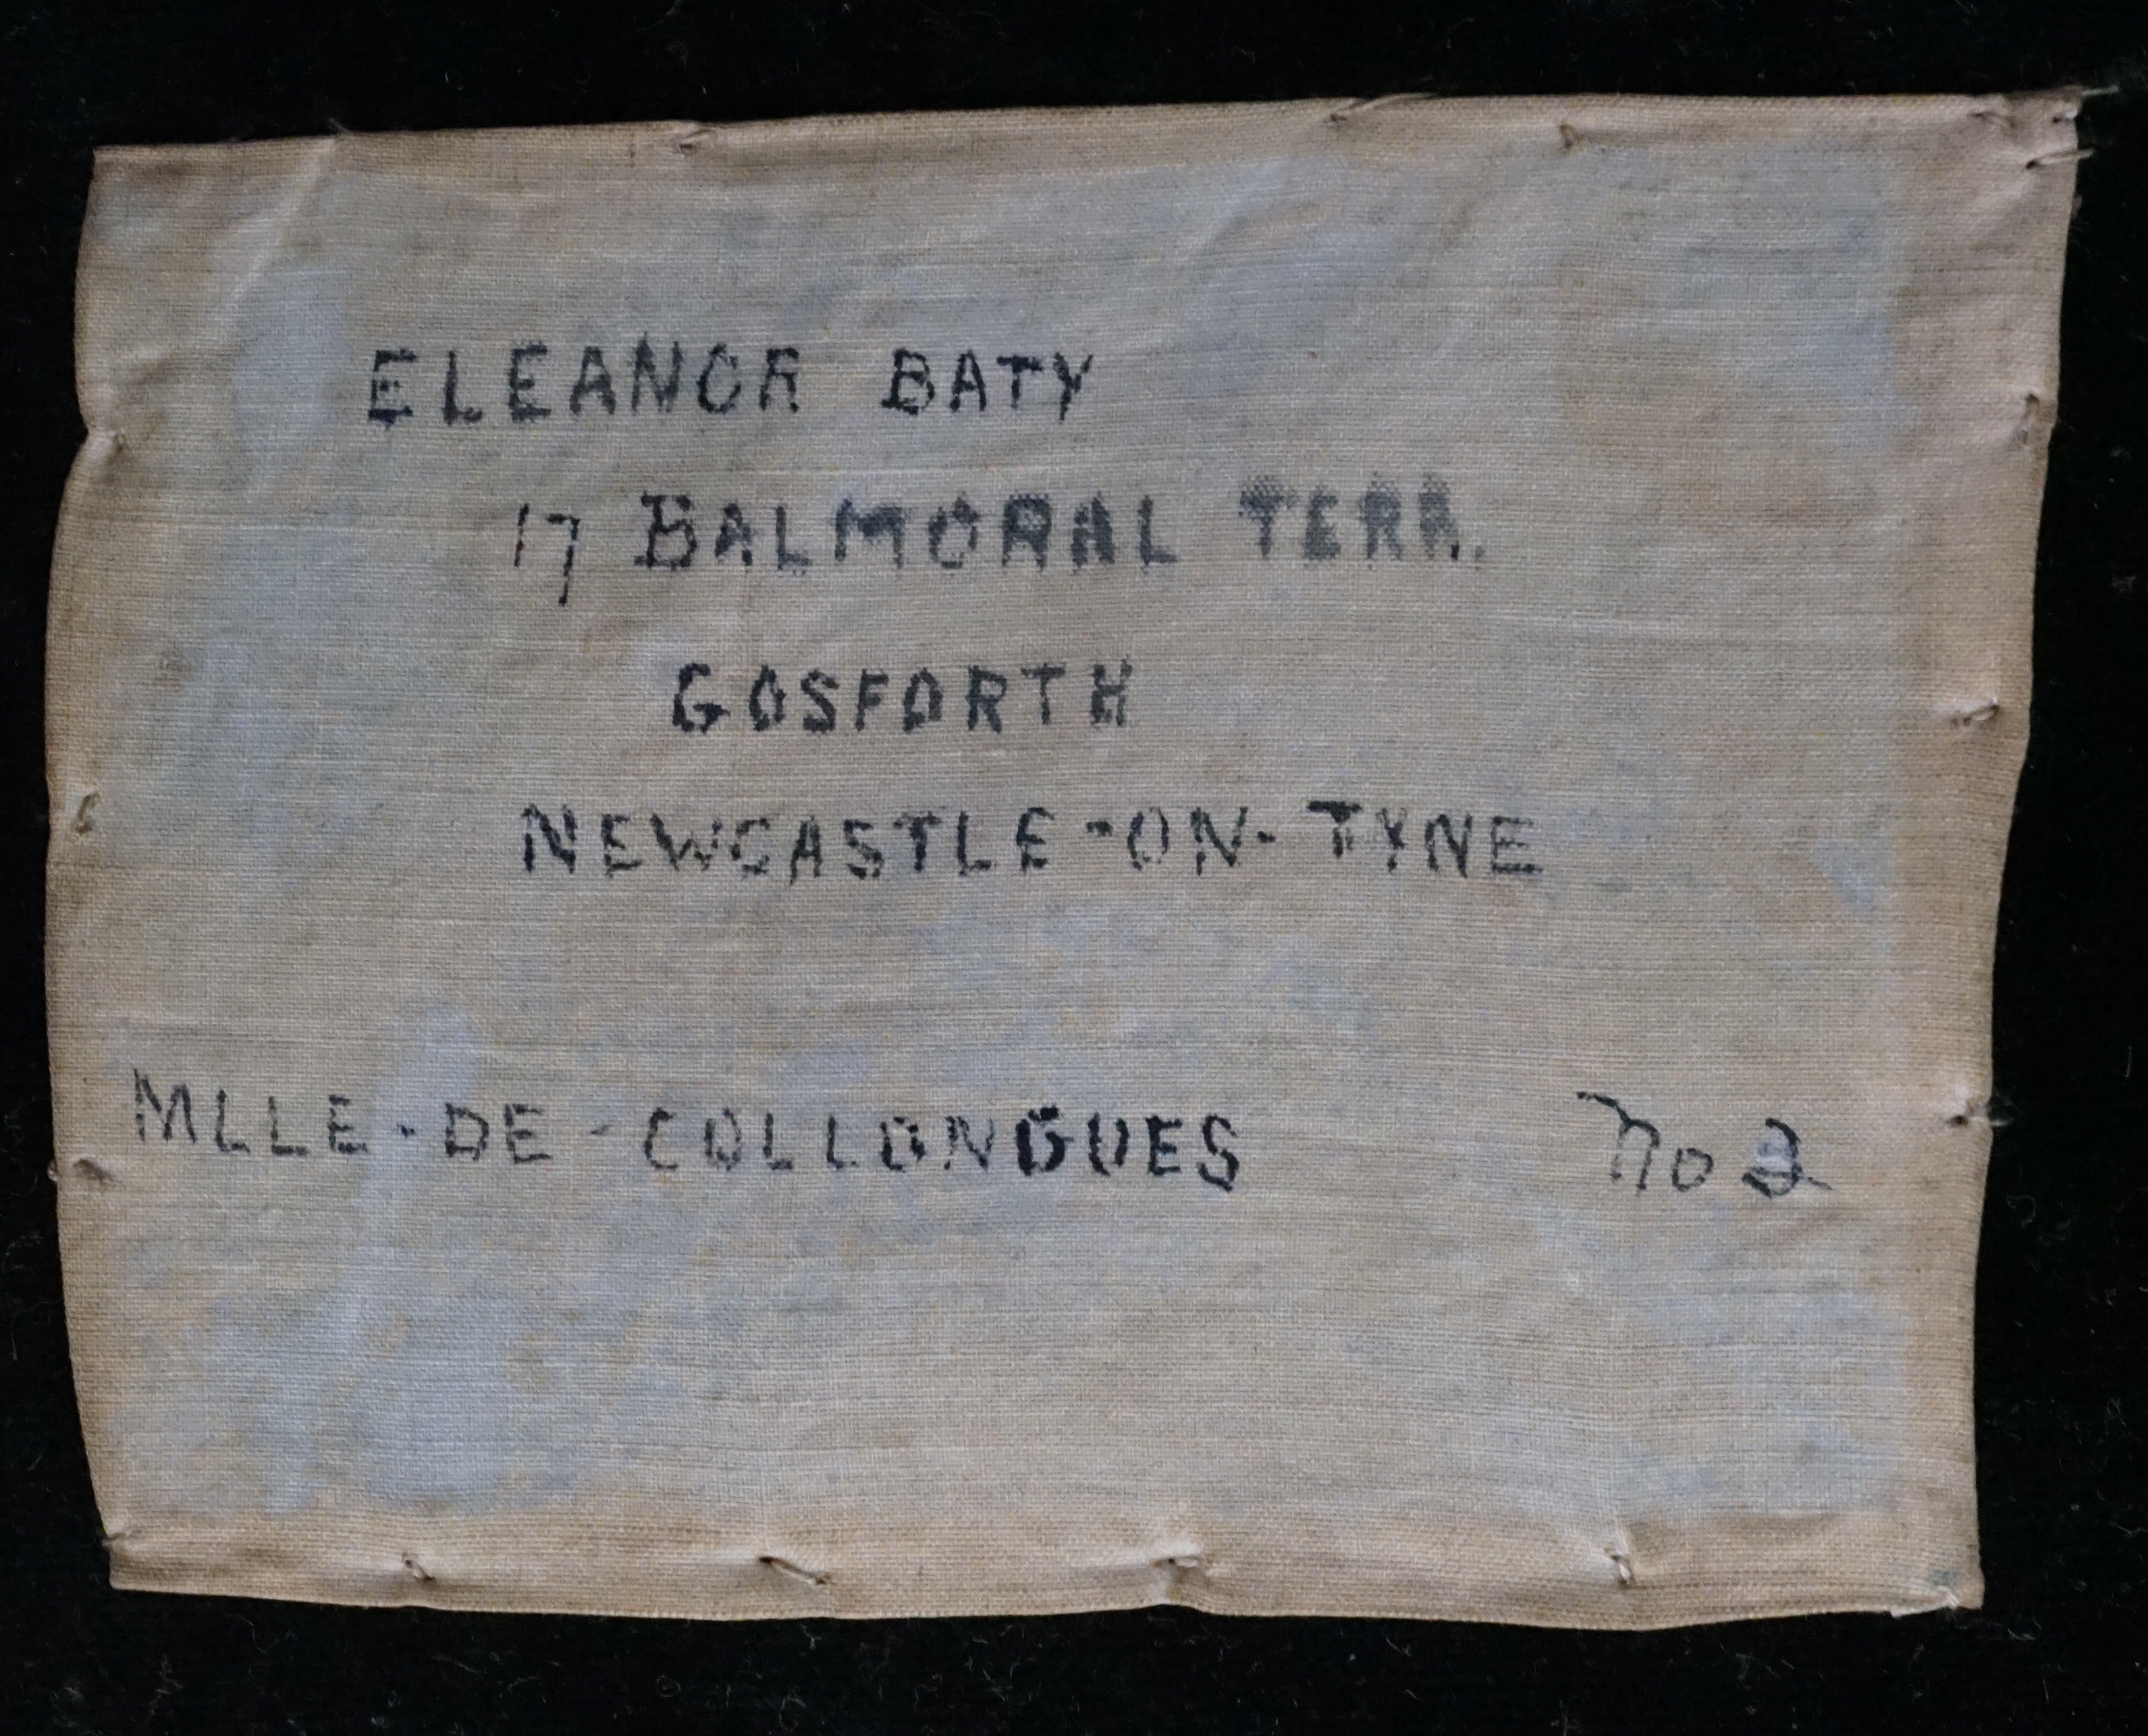 ELEANOR BATY
17 BALMORAL TERR.
GOSFORTH
NEWCASTLE-ON-TYNE
MLLE-DE-COLLONGUES No 2